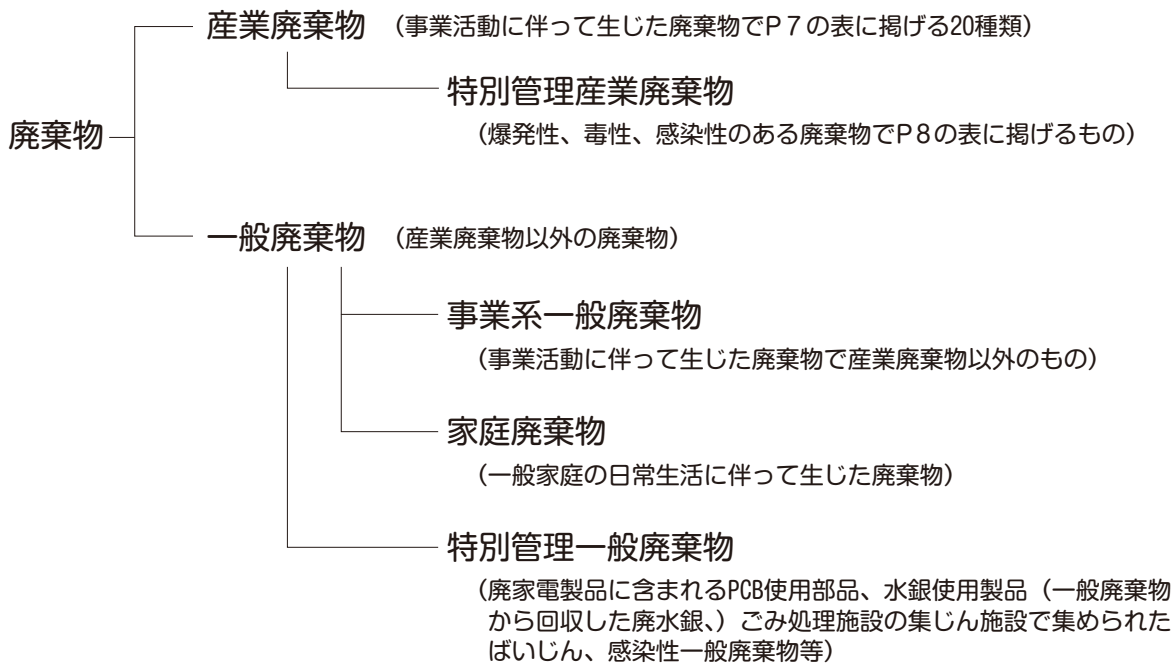 産業廃棄物 (事業活動に伴って生じた廃棄物でP7の表に掲げる20種類)
特別管理産業廃棄物
(爆発性、毒性、感染性のある廃棄物でP8の表に掲げるもの)
廃棄物
一般廃棄物 (産業廃棄物以外の廃棄物)
事業系一般廃棄物
(事業活動に伴って生じた廃棄物で産業廃棄物以外のもの)
家庭廃棄物
(一般家庭の日常生活に伴って生じた廃棄物)
特別管理一般廃棄物
(廃家電製品に含まれるPCB使用部品、水銀使用製品(一般廃棄物
から回収した廃水銀、)ごみ処理施設の集じん施設で集められた
ばいじん、感染性一般廃棄物等)